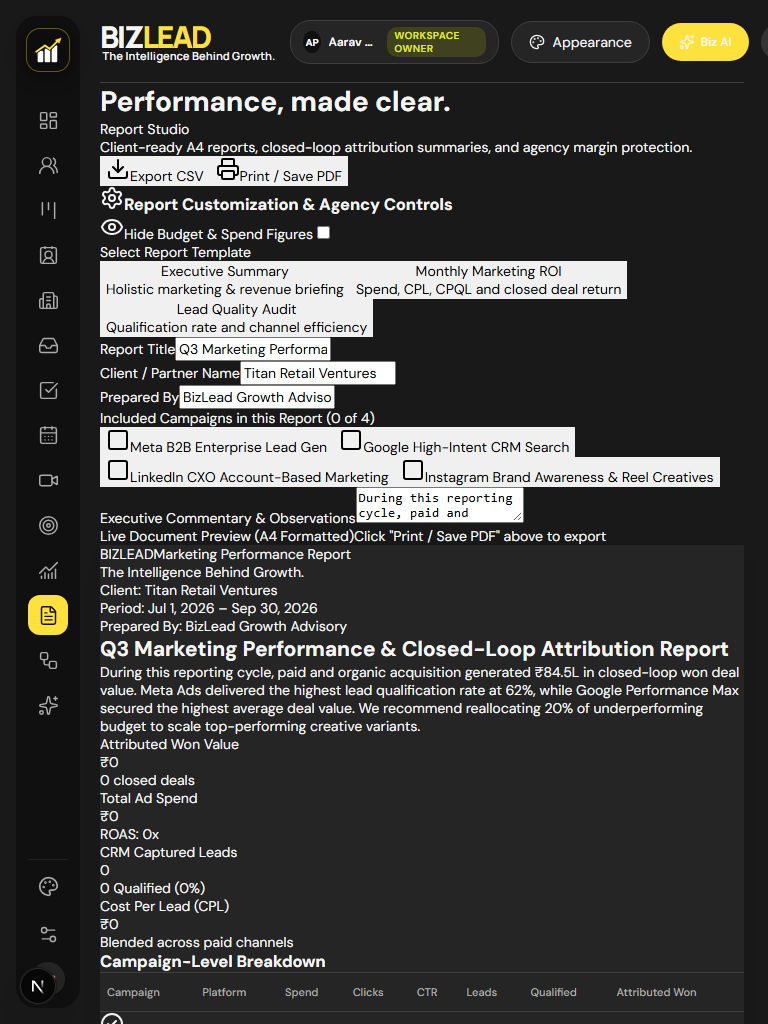 BIZLEAD
The Intelligence Behind Growth.
AP Aarav ... WORKSPACE OWNER
Appearance
Biz AI
Performance, made clear.
Report Studio
Client-ready A4 reports, closed-loop attribution summaries, and agency margin protection.
Export CSV Print / Save PDF
Report Customization & Agency Controls
Hide Budget & Spend Figures
Select Report Template
Executive Summary
Holistic marketing & revenue briefing
Monthly Marketing ROI
Spend, CPL, CPQL and closed deal return
Lead Quality Audit
Qualification rate and channel efficiency
Report Title Q3 Marketing Performa
Client / Partner Name Titan Retail Ventures
Prepared By BizLead Growth Adviso
Included Campaigns in this Report (0 of 4)
Meta B2B Enterprise Lead Gen Google High-Intent CRM Search
LinkedIn CXO Account-Based Marketing Instagram Brand Awareness & Reel Creatives
During this reporting
cycle, paid and
Executive Commentary & Observations
Live Document Preview (A4 Formatted)Click "Print / Save PDF" above to export
BIZLEADMarketing Performance Report
The Intelligence Behind Growth.
Client: Titan Retail Ventures
Period: Jul 1, 2026 – Sep 30, 2026
Prepared By: BizLead Growth Advisory
Q3 Marketing Performance & Closed-Loop Attribution Report
During this reporting cycle, paid and organic acquisition generated ₹84.5L in closed-loop won deal
value. Meta Ads delivered the highest lead qualification rate at 62%, while Google Performance Max
secured the highest average deal value. We recommend reallocating 20% of underperforming
budget to scale top-performing creative variants.
Attributed Won Value
₹0
0 closed deals
Total Ad Spend
₹0
ROAS: 0x
CRM Captured Leads
0
0 Qualified (0%)
Cost Per Lead (CPL)
₹0
Blended across paid channels
Campaign-Level Breakdown
Campaign Platform Spend Clicks CTR Leads Qualified Attributed Won
N